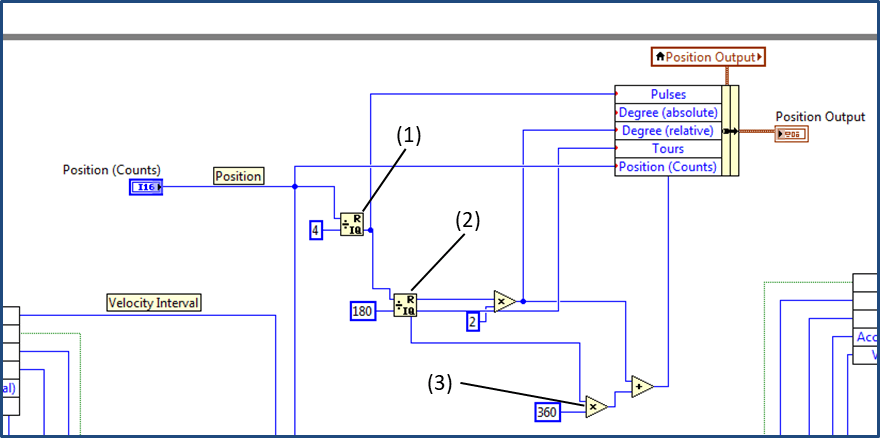 Position Output
Pulses
Degree (absolute)
Position Output
Degree (relative)
(1)
Tours
Position (Counts)
Position (Counts)
I16
Position
R
IQ
4
(2)
R
IQ
Velocity Interval
180
2
(3)
Acc
V
al)
360